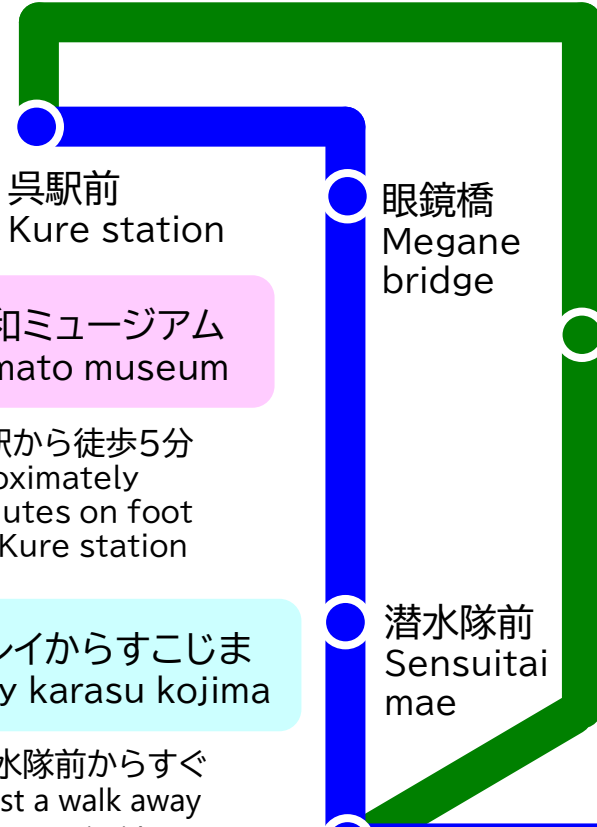 呉駅前
Kure station
眼鏡橋
Megane
bridge
和ミュージアム
mato museum
駅から徒歩5分
oximately
utes on foot
Kure station
潜水隊前
Sensuitai
mae
レイからすこじま
y karasu kojima
水隊前からすぐ
st a walk away